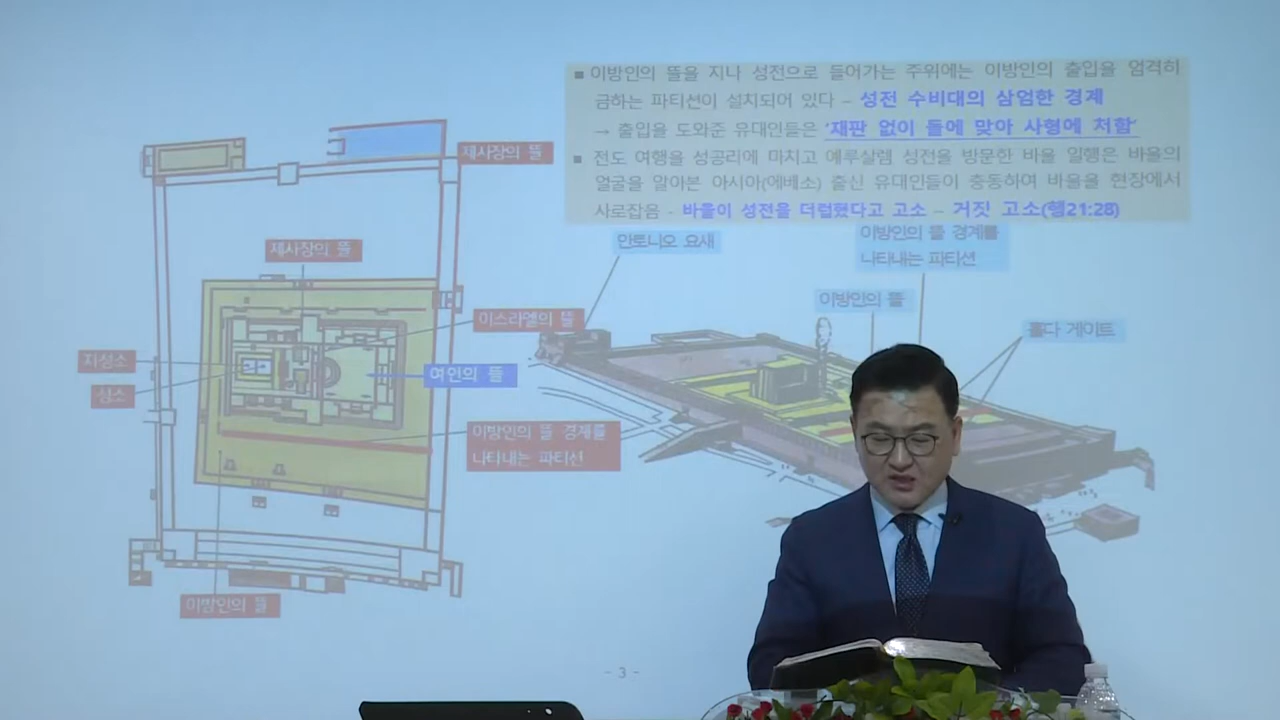 ■ 이방인의 뜰을 지나 성전으로 들어가는 주위에는 이방인의 출입을 엄격히
금하는 파티션이 설치되어 있다 – 성전 수비대의 삼엄한 경계
→ 출입을 도와준 유대인들은 '재판 없이 돌에 맞아 사형에 처함'
■ 전도 여행을 성공리에 마치고 예루살렘 성전을 방문한 바울 일행은 바울의
얼굴을 알아본 아시아(에베소) 출신 유대인들이 충동하여 바울을 현장에서
사로잡음 - 바울이 성전을 더럽혔다고 고소 – 거짓 고소(행21:28)
제사장의 뜰
제사장의 뜰
이스라엘의 뜰
지성소
성소
여인의 뜰
이방인의 뜰 경계를
나타내는 파티션
이방인의 뜰
안토니오 요새
이방인의 뜰 경계를
나타내는 파티션
이방인의 뜰
훌다 게이트
- 3 -